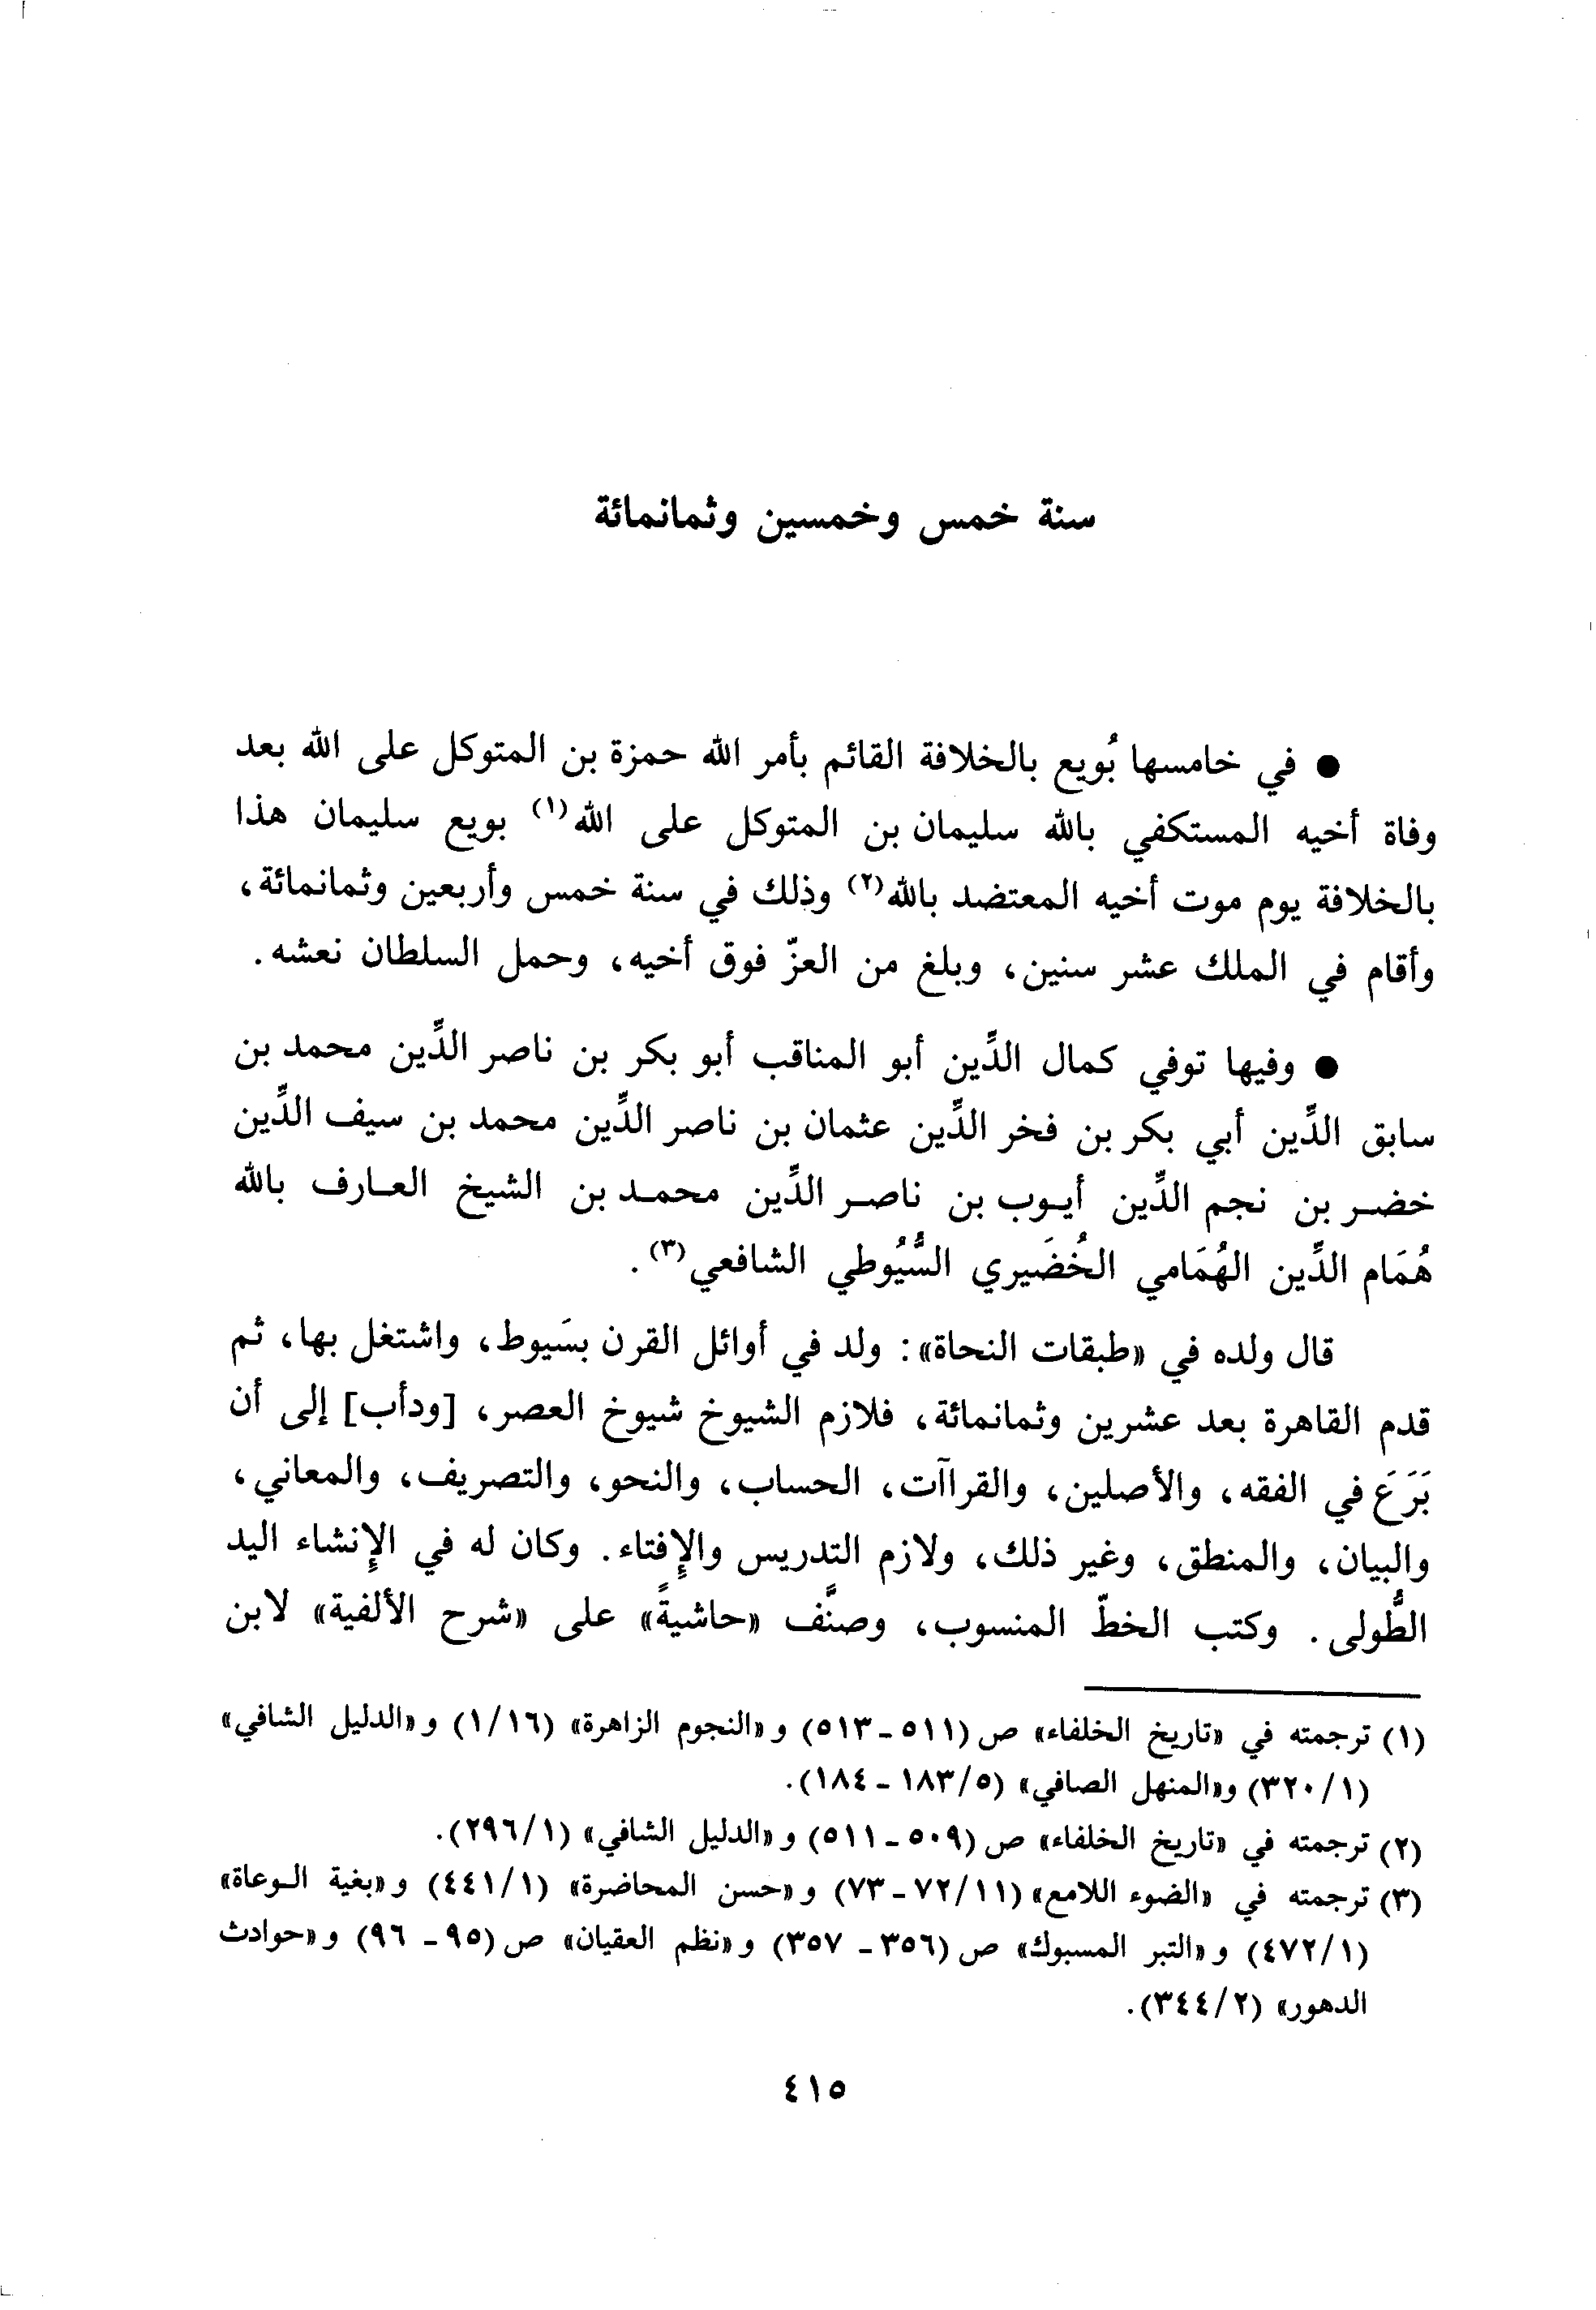 سنة خمس وخمسين وثمانمائة
● في خامسها بُويع بالخلافة القائم بأمر الله حمزة بن المتوكل على الله بعد
وفاة أخيه المستكفي بالله سليمان بن المتوكل على الله(١) بويع سليمان هذا
بالخلافة يوم موت أخيه المعتضد بالله(٢) وذلك في سنة خمس وأربعين وثمانمائة،
وأقام في الملك عشر سنين، وبلغ من العزّ فوق أخيه، وحمل السلطان نعشه.
● وفيها توفي كمال الدِّين أبو المناقب أبو بكر بن ناصر الدِّين محمد بن
سابق الدِّين أبي بكر بن فخر الدِّين عثمان بن ناصر الدِّين محمد بن سيف الدِّين
خضر بن نجم الدِّين أيوب بن ناصر الدِّين محمد بن الشيخ العارف بالله
هُمَام الدِّين الهُمَامي الخُضَيري السُّيُوطي الشافعي(٣).
قال ولده في «طبقات النحاة»: ولد في أوائل القرن بسَيوط، واشتغل بها، ثم
قدم القاهرة بعد عشرين وثمانمائة، فلازم الشيوخ شيوخ العصر، [ودأب] إلى أن
بَرَعَ في الفقه، والأصلين، والقراآت، الحساب، والنحو، والتصريف، والمعاني،
والبيان، والمنطق، وغير ذلك، ولازم التدريس والإفتاء. وكان له في الإنشاء اليد
الطُّولى. وكتب الخطّ المنسوب، وصنَّف «حاشيةً» على «شرح الألفية» لابن
(١) ترجمته في «تاريخ الخلفاء» ص (٥١١ - ٥١٣) و «النجوم الزاهرة» (١/١٦) و «الدليل الشافي»
(٣٢٠/١) و«المنهل الصافي» (١٨٣/٥ - ١٨٤).
(٢) ترجمته في «تاريخ الخلفاء» ص (٥٠٩ - ٥١١) و «الدليل الشافي» (٢٩٦/١).
(٣) ترجمته في «الضوء اللامع» (٧٢/١١ - ٧٣) و «حسن المحاضرة» (٤٤١/١) و «بغية الوعاة»
(٤٧٢/١) و «التبر المسبوك» ص (٣٥٦ - ٣٥٧) و «نظم العقيان» ص (٩٥ - ٩٦) و «حوادث
الدهور» (٣٤٤/٢).
٤١٥